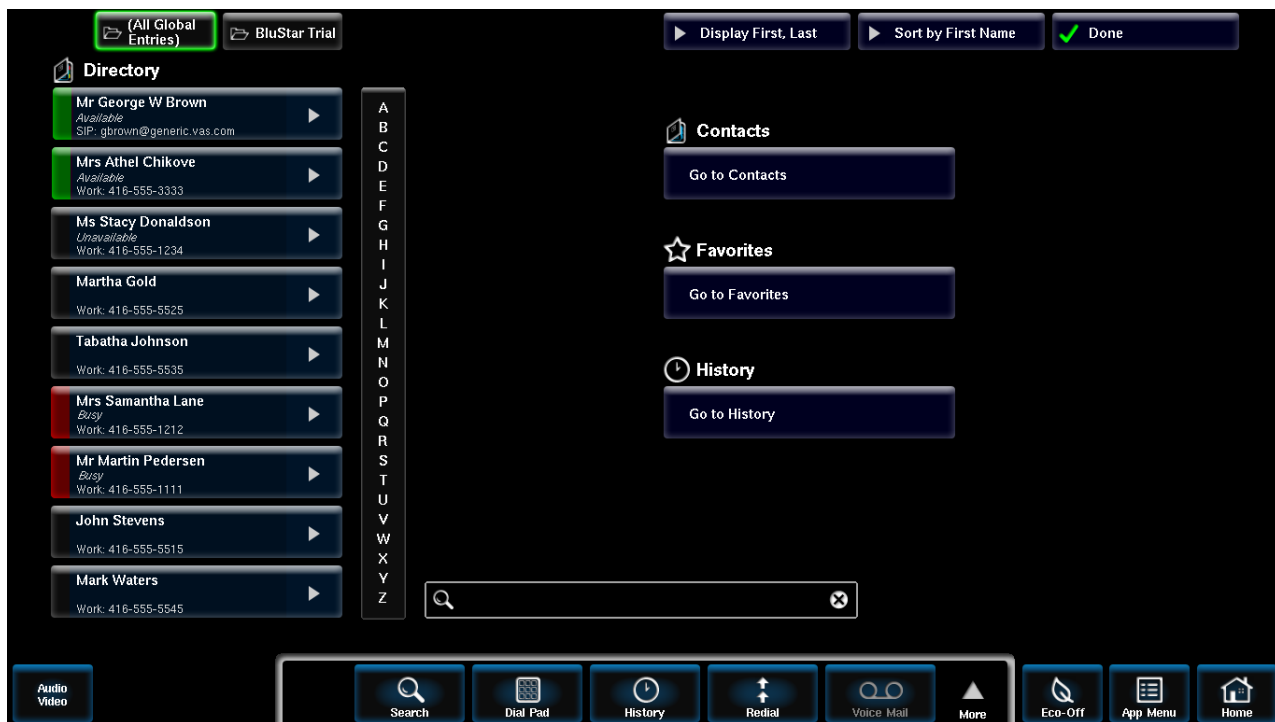 (All Global
Entries)
BluStar Trial
Display First, Last
Sort by First Name
Done
Directory
Mr George W Brown
Available
SIP: gbrown@generic.vas.com
Mrs Athel Chikove
Available
Work: 416-555-3333
Ms Stacy Donaldson
Unavailable
Work: 416-555-1234
Martha Gold
Work: 416-555-5525
Tabatha Johnson
Work: 416-555-5535
Mrs Samantha Lane
Busy
Work: 416-555-1212
Mr Martin Pedersen
Busy
Work: 416-555-1111
John Stevens
Work: 416-555-5515
Mark Waters
Work: 416-555-5545
A
B
C
D
E
F
G
H
I
J
K
L
M
N
O
P
Q
R
S
T
U
V
W
X
Y
Z
Contacts
Go to Contacts
Favorites
Go to Favorites
History
Go to History
Audio
Video
Search
Dial Pad
History
Redial
Voice Mail
More
Eco-Off
App Menu
Home